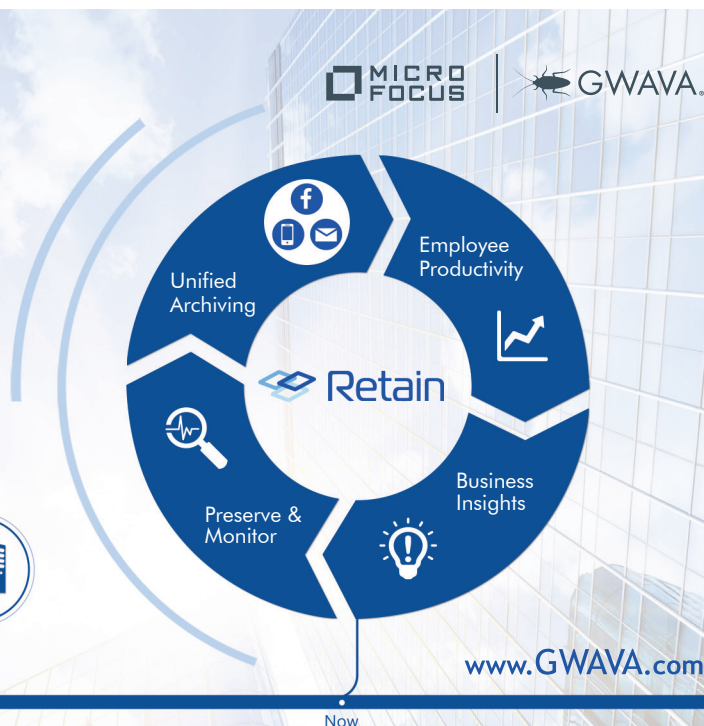 MICRO
FOCUS
GWAVA®
Unified
Archiving
Employee
Productivity
Retain
Preserve &
Monitor
Business
Insights
www.GWAVA.com
Now